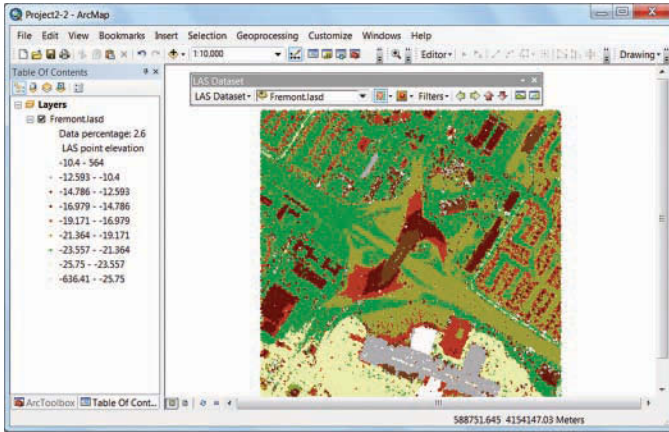 Project2-2 - ArcMap
File Edit View Bookmarks Insert Selection Geoprocessing Customize Windows Help
1:10,000 Editor Drawing
Table Of Contents
LAS Dataset
LAS Dataset Fremont.lasd Filters
Layers
Fremont.lasd
Data percentage: 2.6
LAS point elevation
-10.4 - 564
-12.593 - -10.4
-14.786 - -12.593
-16.979 - -14.786
-19.171 - -16.979
-21.364 - -19.171
-23.557 - -21.364
-25.75 - -23.557
-636.41 - -25.75
ArcToolbox Table Of Cont...
588751.645 4154147.03 Meters